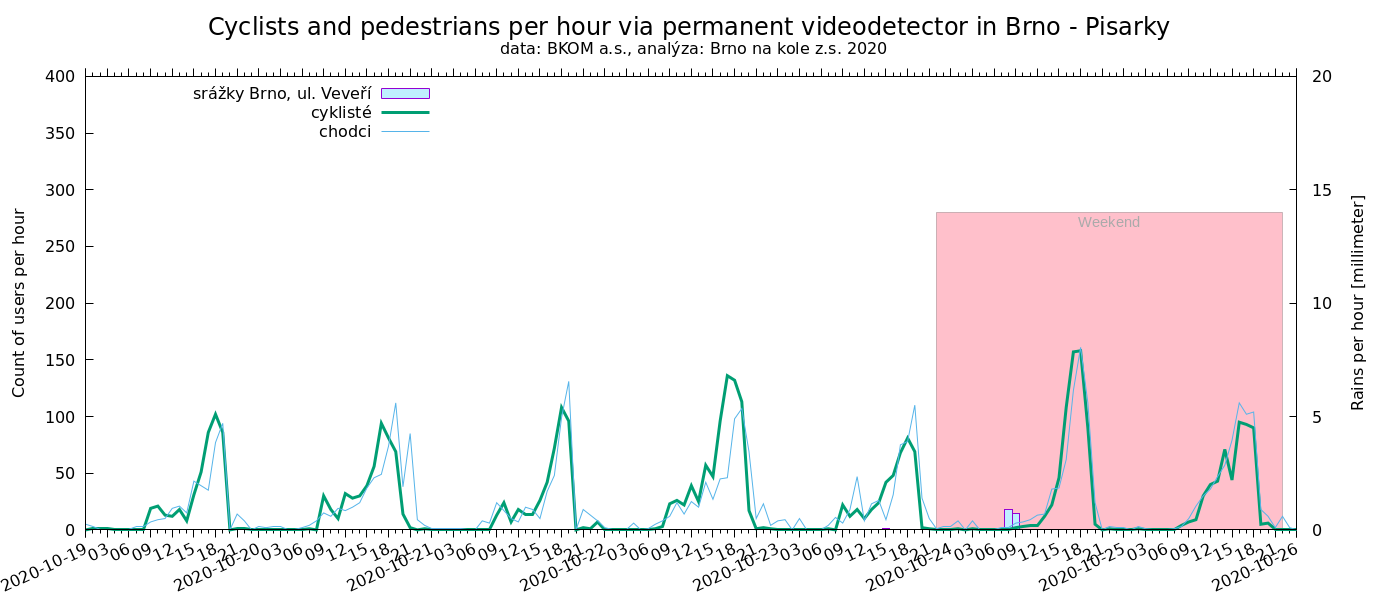 Cyclists and pedestrians per hour via permanent videodetector in Brno - Pisarky
data: BKOM a.s., analýza: Brno na kole z.s. 2020
srážky Brno, ul. Veveří
cyklisté
chodci
Weekend
Count of users per hour
400
350
300
250
200
150
100
50
0
20
15
10
5
0
Rains per hour [millimeter]
2020-10-19 03 06 09 12 15 18 21 2020-10-20 03 06 09 12 15 18 21 2020-10-21 03 06 09 12 15 18 21 2020-10-22 03 06 09 12 15 18 21 2020-10-23 03 06 09 12 15 18 21 2020-10-24 03 06 09 12 15 18 21 2020-10-25 03 06 09 12 15 18 21 2020-10-26